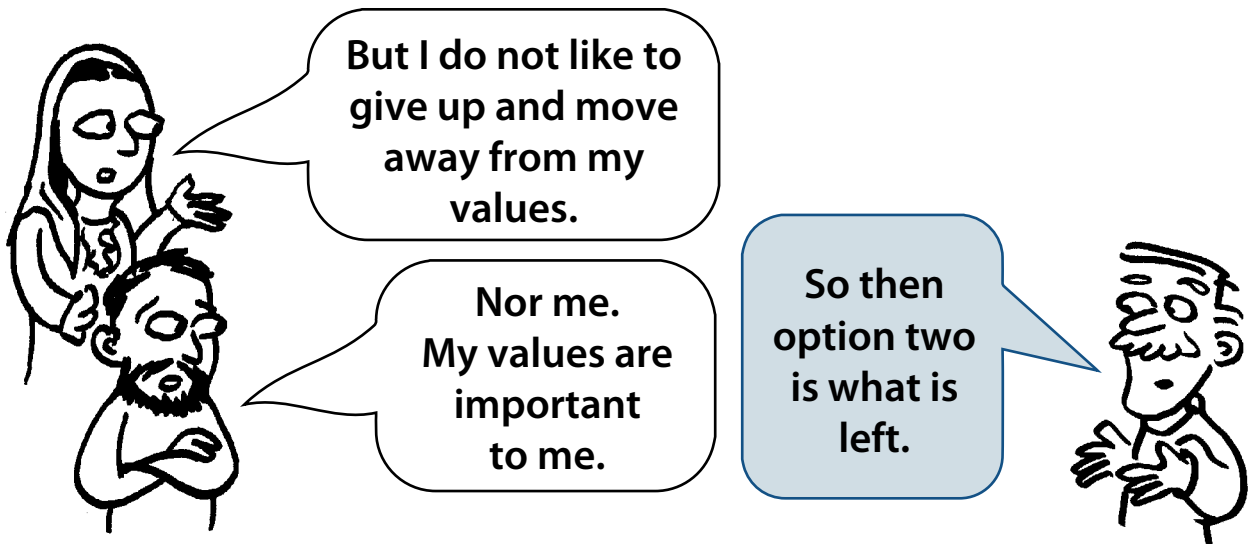 But I do not like to
give up and move
away from my
values.
Nor me.
My values are
important
to me.
So then
option two
is what is
left.